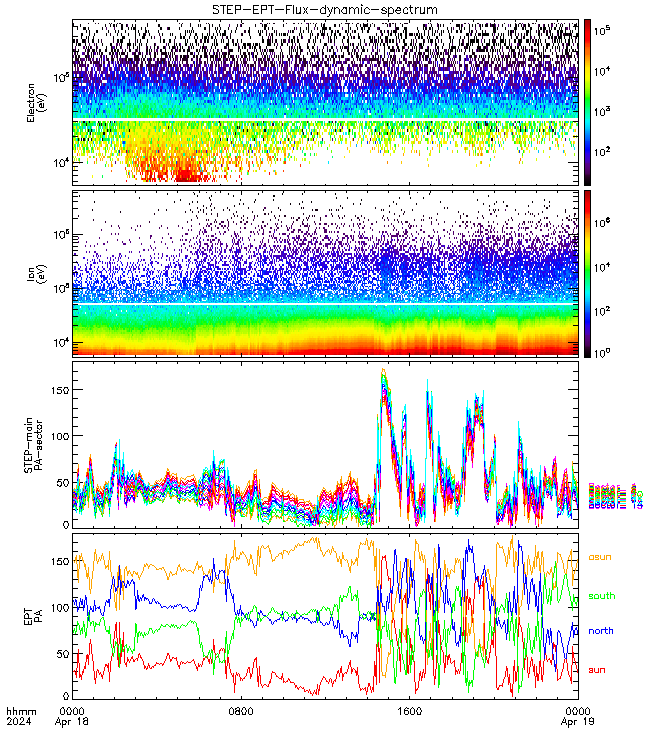 STEP-EPT-Flux-dynamic-spectrum
Electron
(eV)
10^5
10^4
10^5
10^4
10^3
10^2
Ion
(eV)
10^6
10^5
10^4
10^6
10^4
10^2
10^0
STEP-main
PA-sector
150
100
50
0
EPT
PA
150
100
50
0
asun
south
north
sun
hhmm
2024
0000
Apr 18
0800
1600
0000
Apr 19